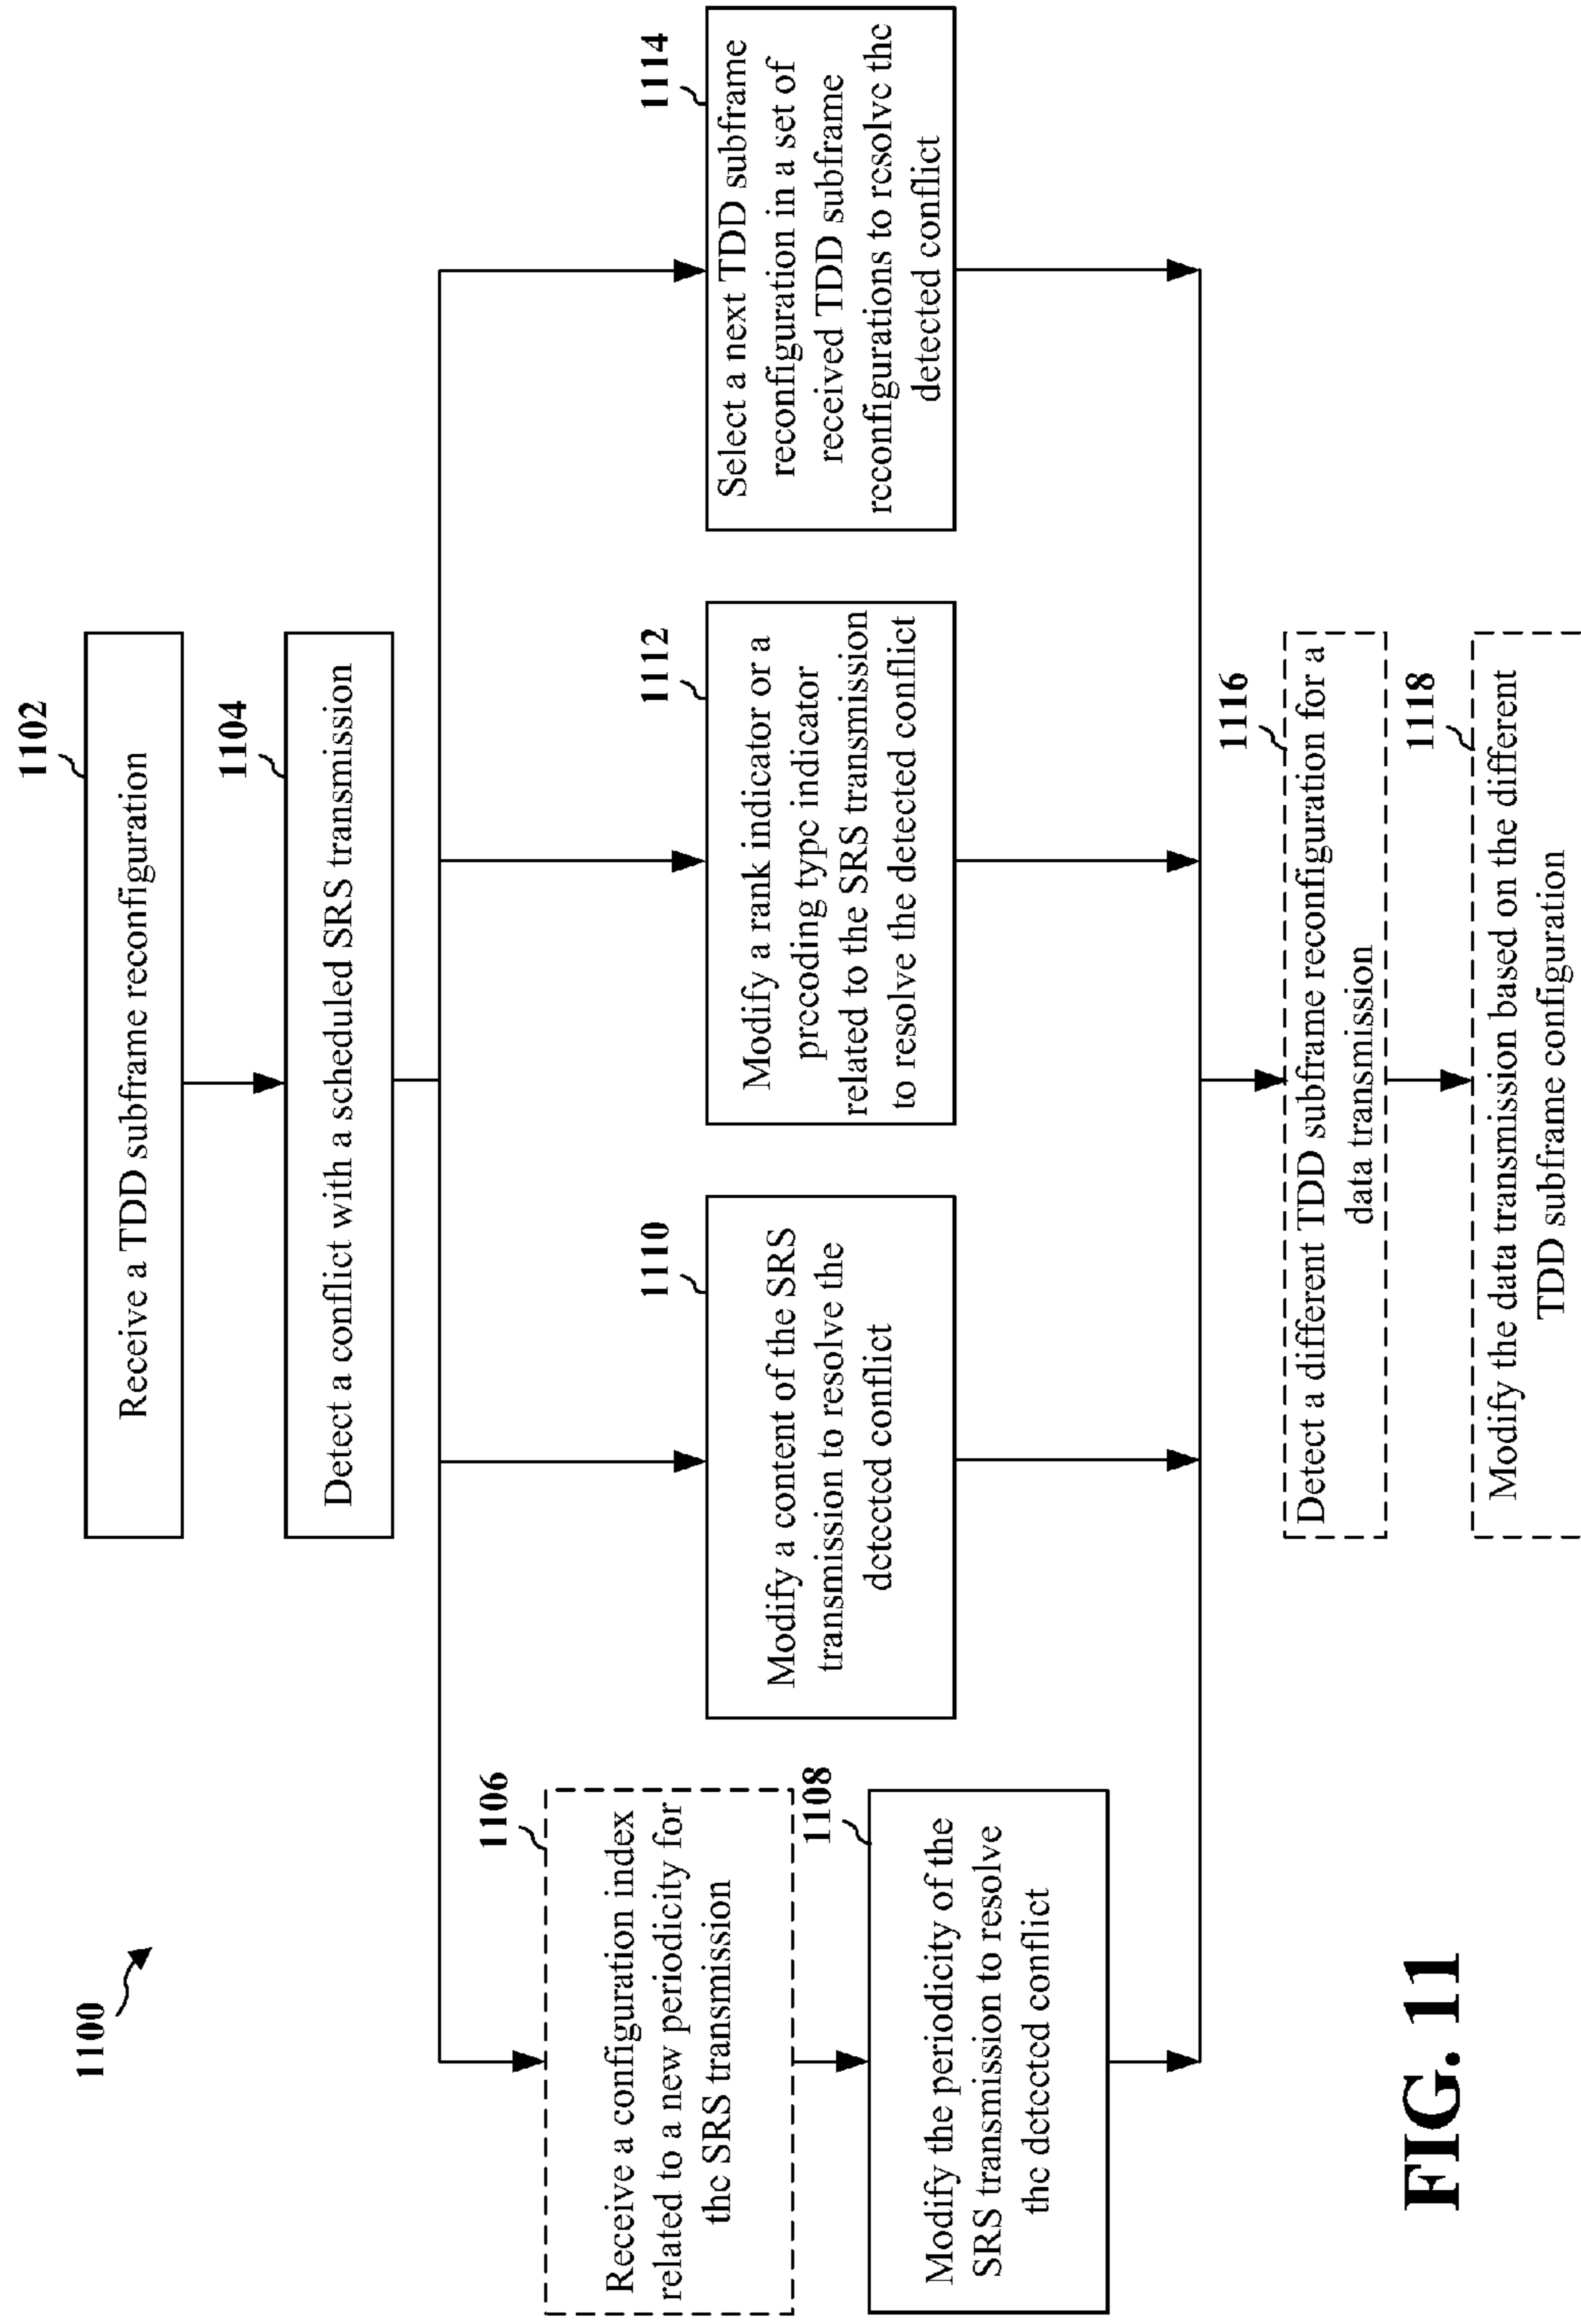 1100
1102
Receive a TDD subframe reconfiguration
1104
Detect a conflict with a scheduled SRS transmission
1106
Receive a configuration index
related to a new periodicity for
the SRS transmission
1108
Modify the periodicity of the
SRS transmission to resolve
the detected conflict
1110
Modify a content of the SRS
transmission to resolve the
detected conflict
1112
Modify a rank indicator or a
precoding type indicator
related to the SRS transmission
to resolve the detected conflict
1114
Select a next TDD subframe
reconfiguration in a set of
received TDD subframe
reconfigurations to resolve the
detected conflict
1116
Detect a different TDD subframe reconfiguration for a
data transmission
1118
Modify the data transmission based on the different
TDD subframe configuration
FIG. 11